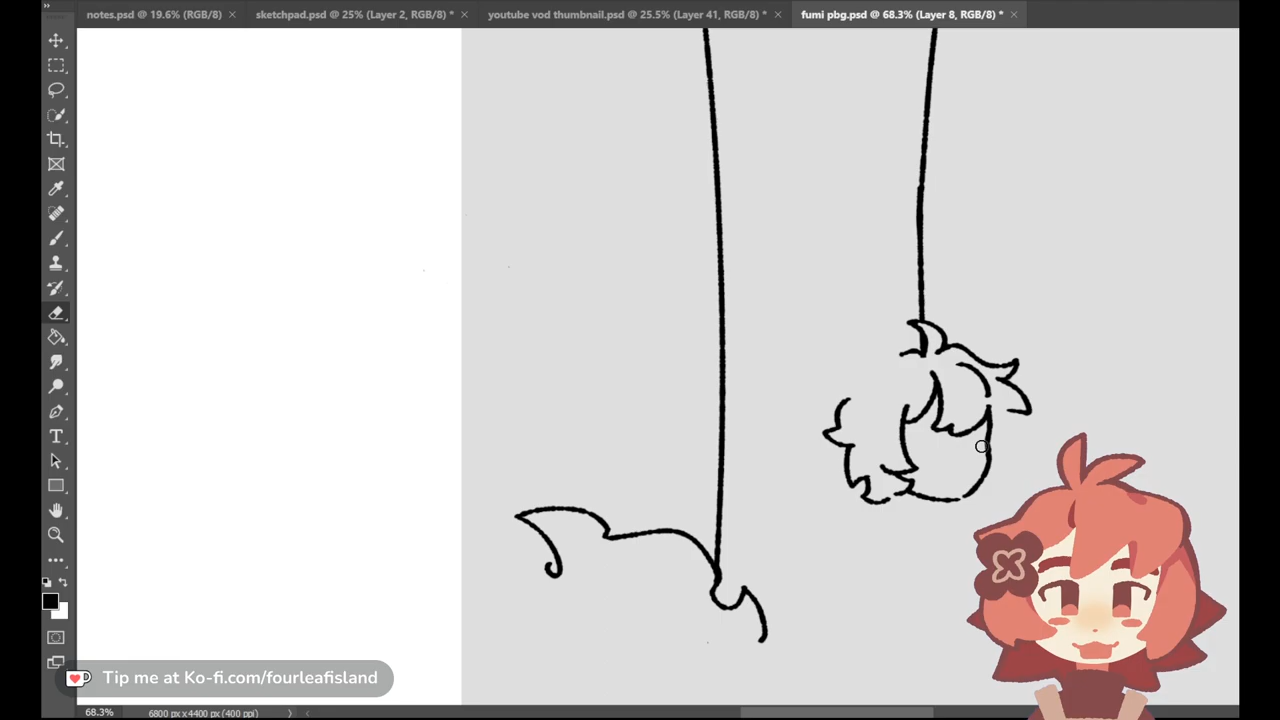 notes.psd @ 19.6% (RGB/8)
sketchpad.psd @ 25% (Layer 2, RGB/8) *
youtube vod thumbnail.psd @ 25.5% (Layer 41, RGB/8) *
fumi pbg.psd @ 68.3% (Layer 8, RGB/8) *
Tip me at Ko-fi.com/fourleafisland
68.3%
6800 px x 4400 px (400 ppi)